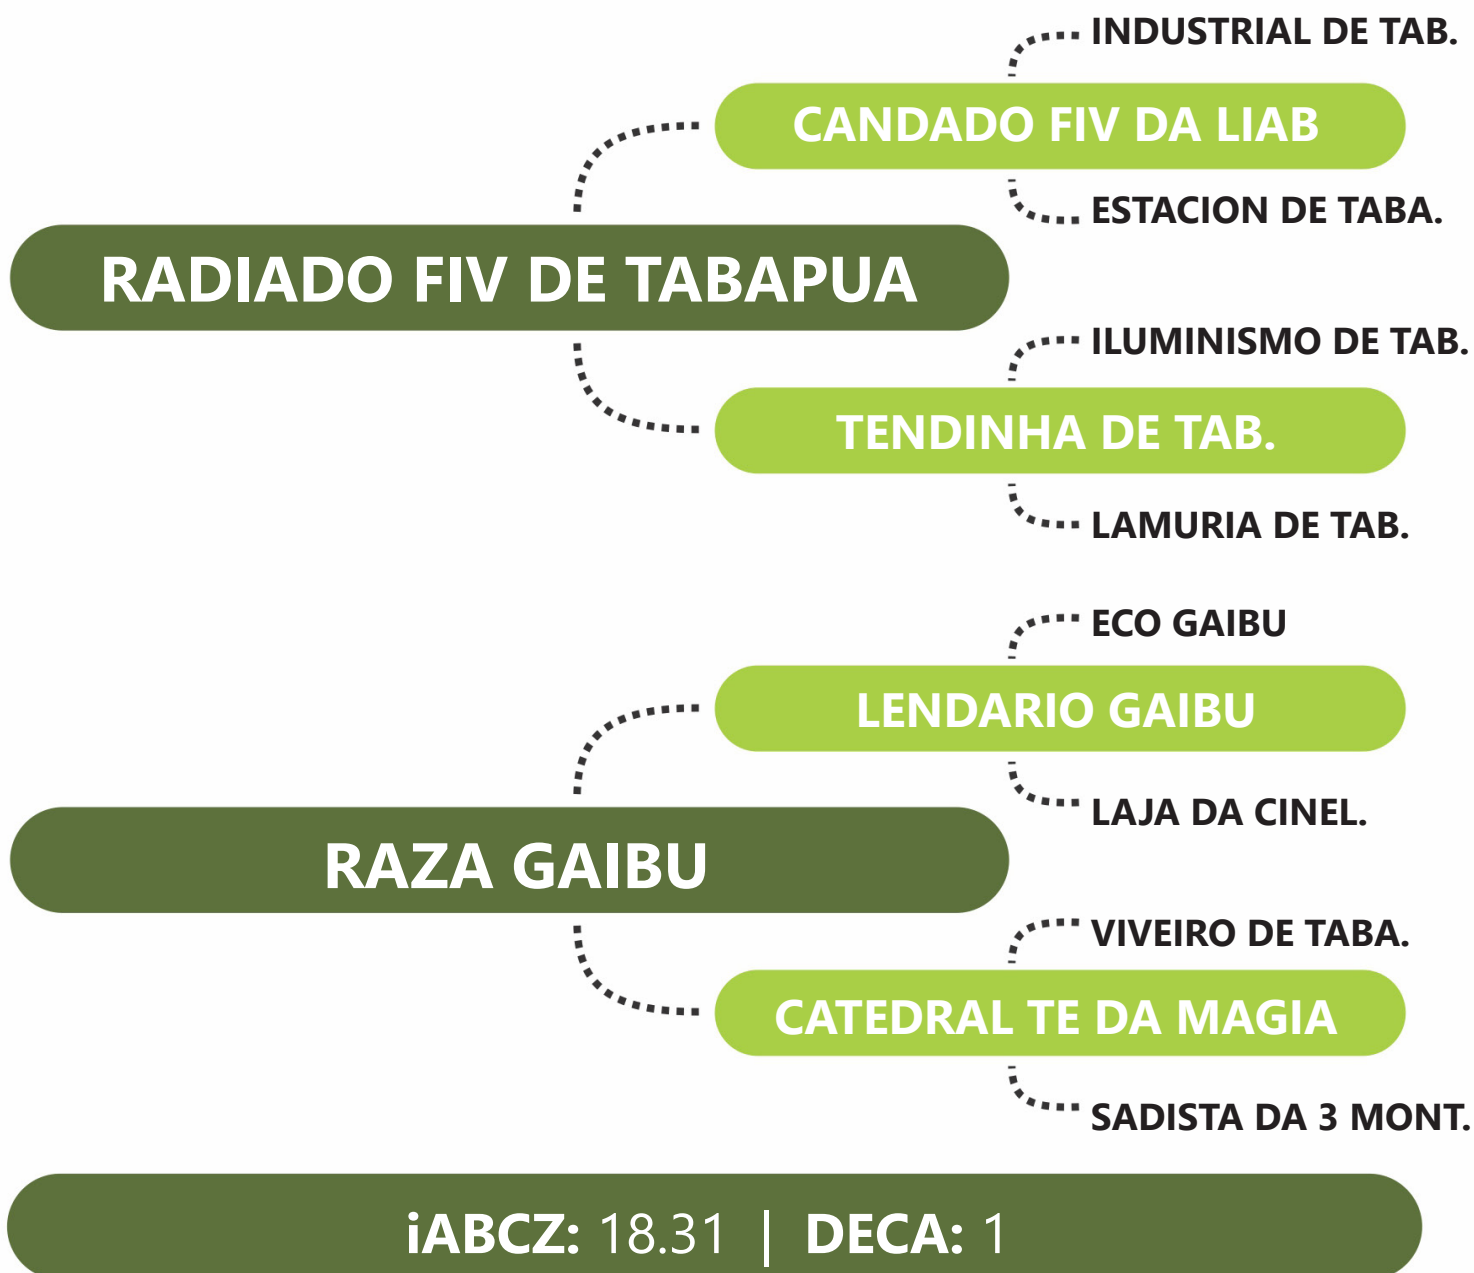 INDUSTRIAL DE TAB.
CANDADO FIV DA LIAB
ESTACION DE TABA.
RADIADO FIV DE TABAPUA
ILUMINISMO DE TAB.
TENDINHA DE TAB.
LAMURIA DE TAB.
ECO GAIBU
LENDARIO GAIBU
LAJA DA CINEL.
RAZA GAIBU
VIVEIRO DE TABA.
CATEDRAL TE DA MAGIA
SADISTA DA 3 MONT.
iABCZ: 18.31 | DECA: 1